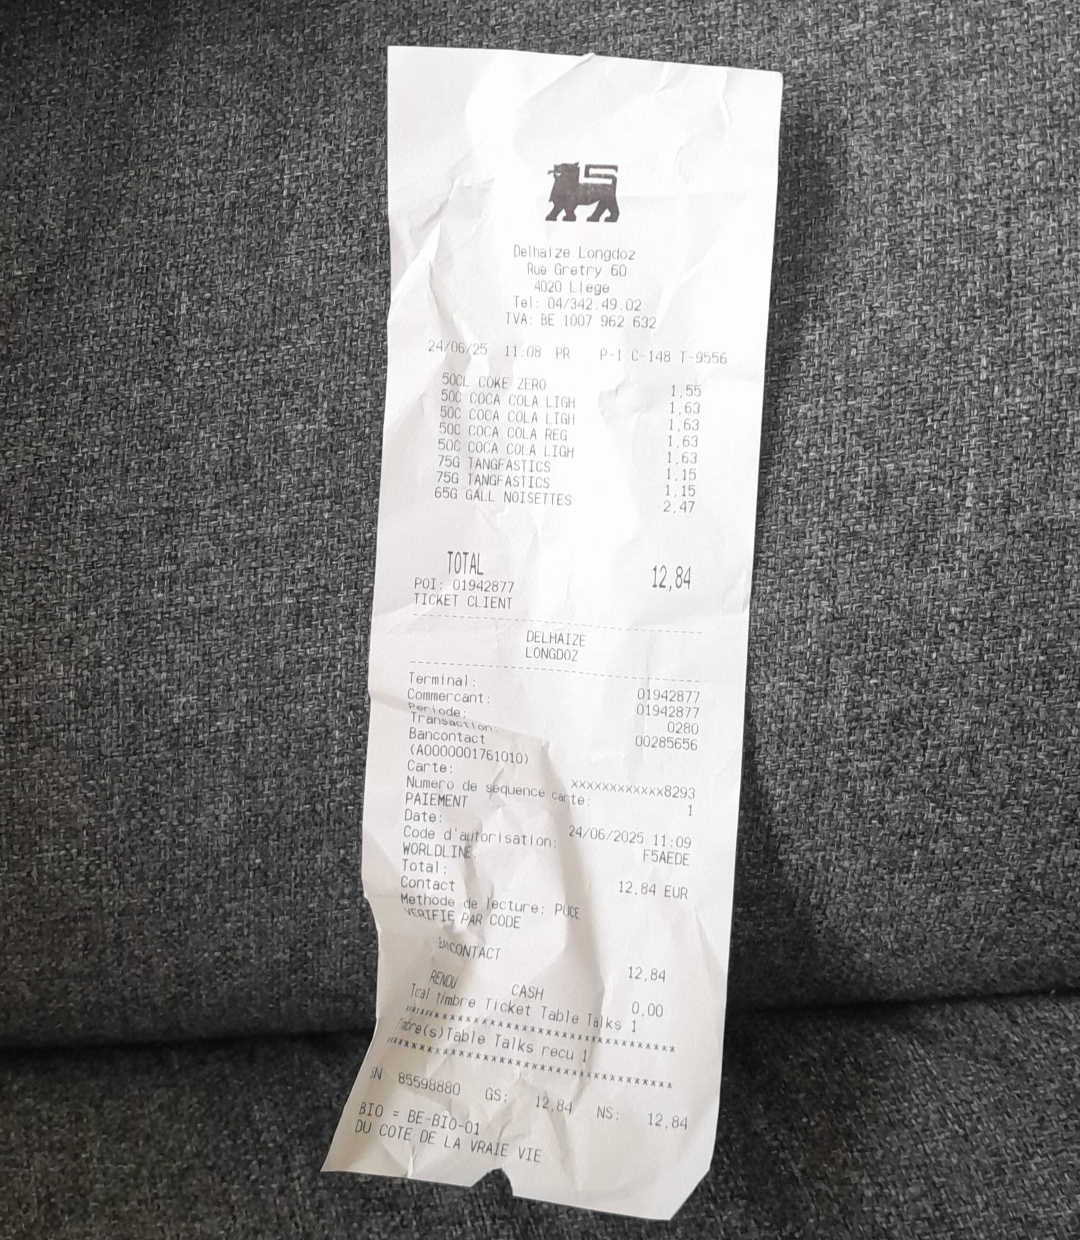 Delhaize Longdoz
Rue Gretry 60
4020 Liege
Tel: 04/342.49.02
TVA: BE 1007 962 632
24/06/25 11:08 PR P-1 C-148 T-9556
50CL COKE ZERO 1,55
50C COCA COLA LIGH 1,63
50C COCA COLA LIGH 1,63
50C COCA COLA REG 1,63
50C COCA COLA LIGH 1,63
75G TANGFASTICS 1,15
75G TANGFASTICS 1,15
65G GALL NOISETTES 2,47
TOTAL 12,84
POI: 01942877
TICKET CLIENT
DELHAIZE
LONGDOZ
Terminal: 01942877
Commercant: 01942877
Periode: 0280
Transaction: 00285656
Bancontact
(A0000001761010)
Carte: xxxxxxxxxxxx8293
Numero de sequence carte: 1
PAIEMENT
Date: 24/06/2025 11:09
Code d'autorisation: F5AEDE
WORLDLINE
Total: 12,84 EUR
Contact
Methode de lecture: PUCE
VERIFIE PAR CODE
BANCONTACT 12,84
RENDU CASH 0,00
timbre Ticket Table Talks 1
*****************************
Table Talks recu 1
*****************************
85598880 GS: 12,84 NS: 12,84
BIO = BE-BIO-01
DU COTE DE LA VRAIE VIE